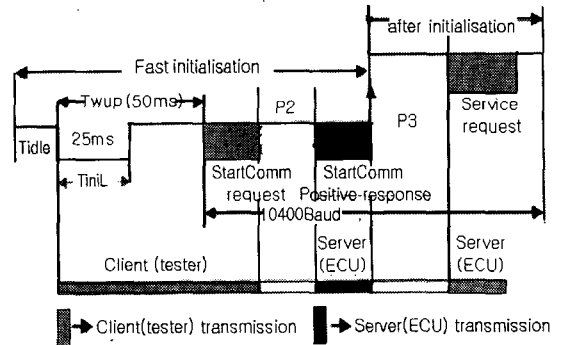 after initialisation
Fast initialisation
Twup (50ms)
P2
Tidle
25ms
P3
Service
request
TiniL
StartComm
request
StartComm
Positive-response
10400Baud
Client (tester)
Server
(ECU)
Server
(ECU)
Client(tester) transmission
Server(ECU) transmission